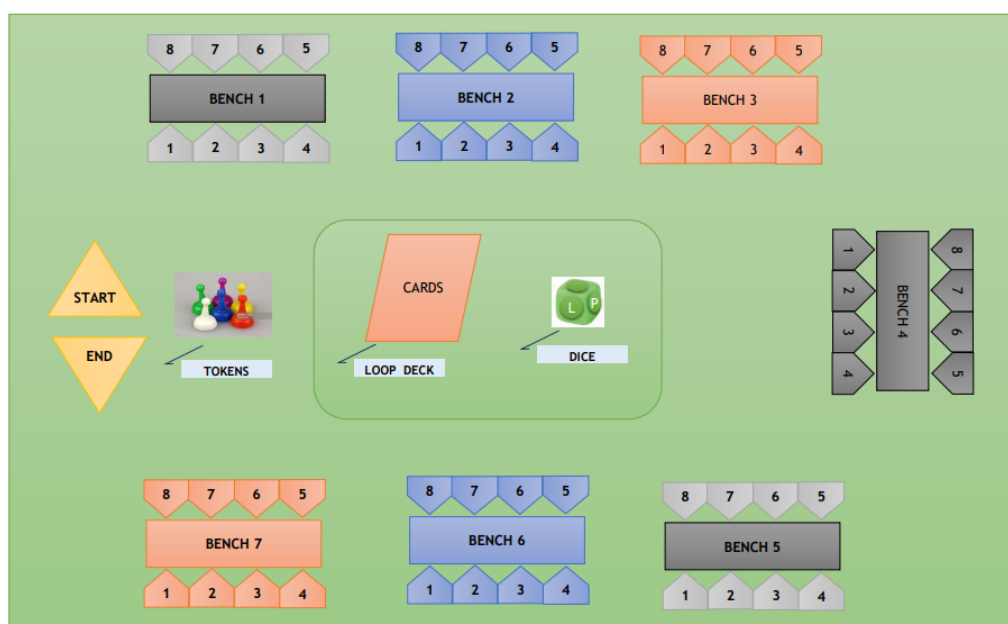 8 7 6 5
BENCH 1
1 2 3 4
8 7 6 5
BENCH 2
1 2 3 4
8 7 6 5
BENCH 3
1 2 3 4
START
END
TOKENS
CARDS
LOOP DECK
L P
DICE
1 2 3 4
BENCH 4
8 7 6 5
8 7 6 5
BENCH 7
1 2 3 4
8 7 6 5
BENCH 6
1 2 3 4
8 7 6 5
BENCH 5
1 2 3 4